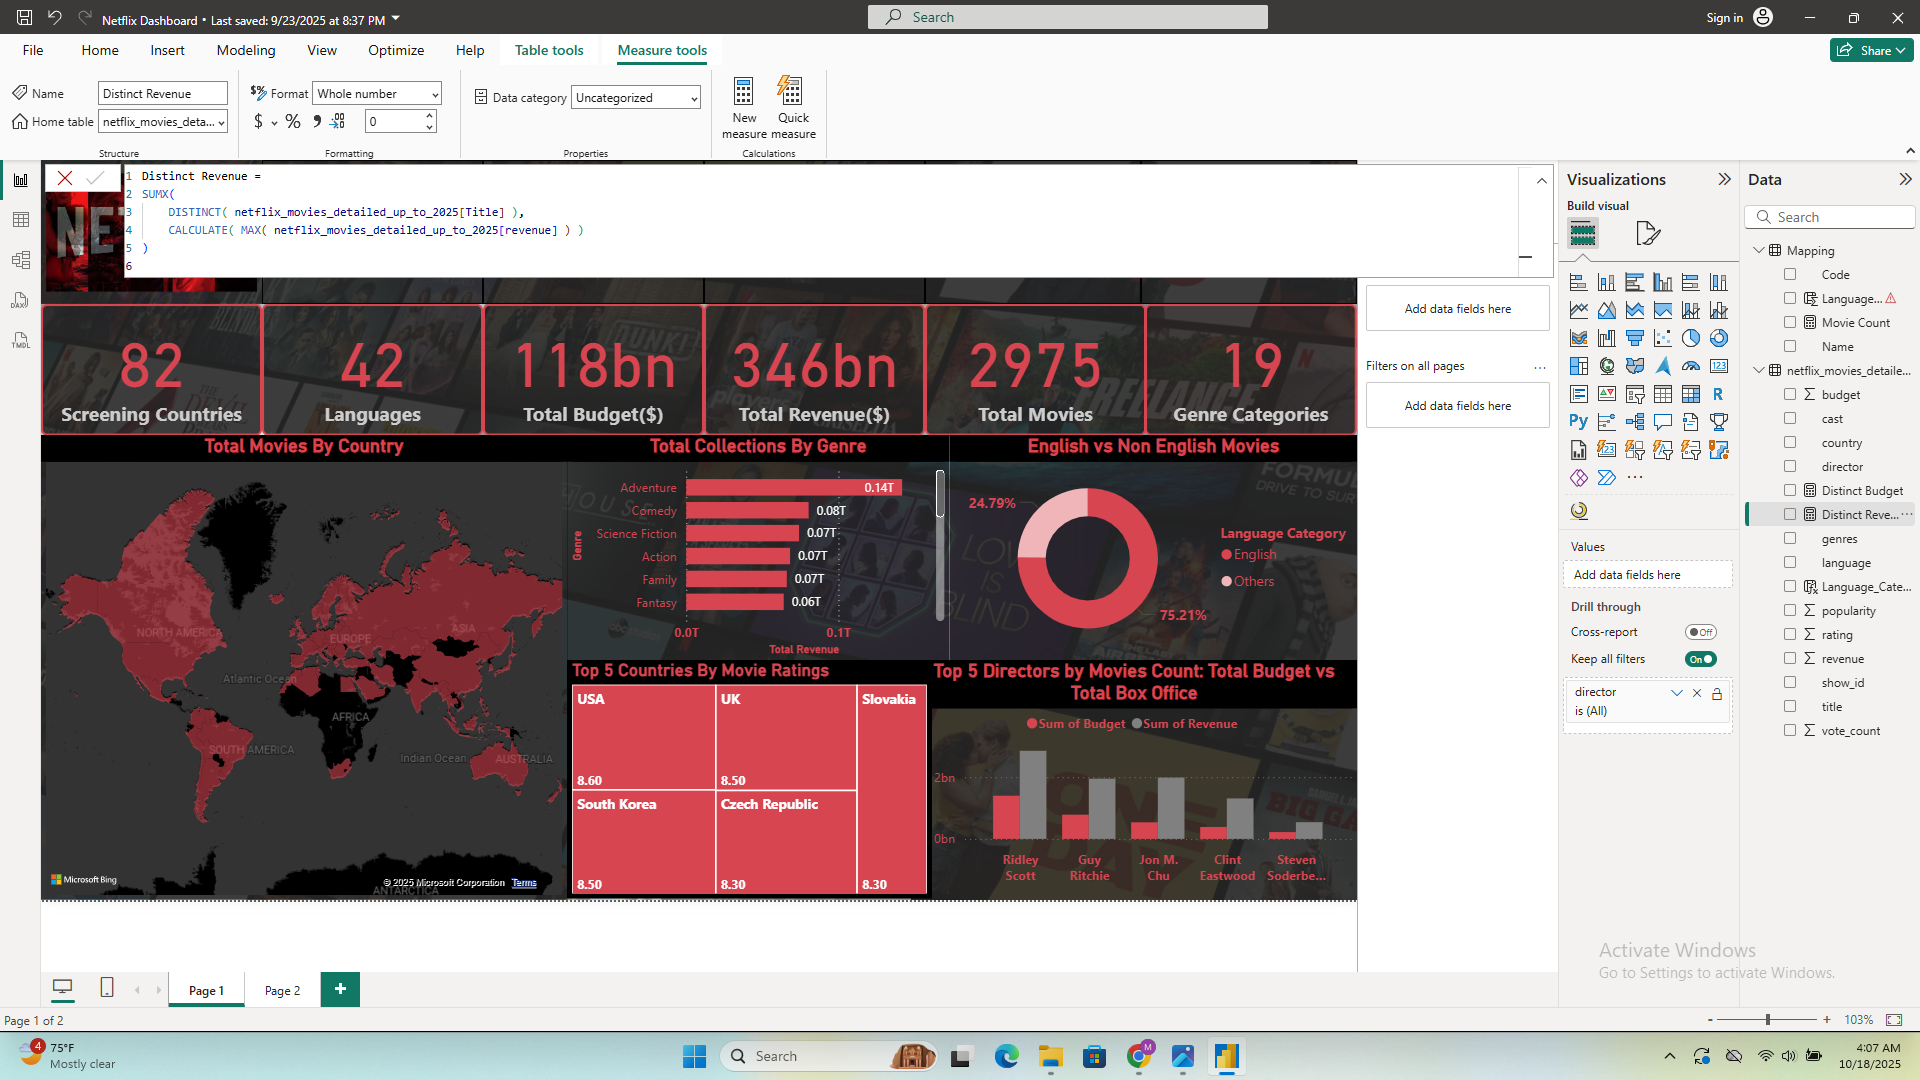 Netflix Dashboard • Last saved: 9/23/2025 at 8:37 PM
Search
Sign in
File
Home
Insert
Modeling
View
Optimize
Help
Table tools
Measure tools
Share
Name
Distinct Revenue
Home table
netflix_movies_deta...
Structure
Format
Whole number
$
%
0
Formatting
Data category
Uncategorized
Properties
New measure
Quick measure
Calculations
1 Distinct Revenue =
2 SUMX(
3 DISTINCT( netflix_movies_detailed_up_to_2025[Title] ),
4 CALCULATE( MAX( netflix_movies_detailed_up_to_2025[revenue] ) )
5 )
6
82
Screening Countries
42
Languages
118bn
Total Budget($)
346bn
Total Revenue($)
2975
Total Movies
19
Genre Categories
Total Movies By Country
NORTH AMERICA
EUROPE
ASIA
Atlantic Ocean
AFRICA
SOUTH AMERICA
Indian Ocean
AUSTRALIA
ANTARCTICA
Microsoft Bing
© 2025 Microsoft Corporation Terms
Total Collections By Genre
Genre
Adventure 0.14T
Comedy 0.08T
Science Fiction 0.07T
Action 0.07T
Family 0.07T
Fantasy 0.06T
0.0T
0.1T
Total Revenue
English vs Non English Movies
24.79%
75.21%
Language Category
English
Others
Top 5 Countries By Movie Ratings
USA
8.60
UK
8.50
Slovakia
8.30
South Korea
8.50
Czech Republic
8.30
Top 5 Directors by Movies Count: Total Budget vs
Total Box Office
Sum of Budget
Sum of Revenue
2bn
0bn
Ridley Scott
Guy Ritchie
Jon M. Chu
Clint Eastwood
Steven Soderbe...
Add data fields here
Filters on all pages
...
Add data fields here
Visualizations
Build visual
R
Py
...
Values
Add data fields here
Drill through
Cross-report
Off
Keep all filters
On
director
is (All)
Data
Search
Mapping
Code
Language...
Movie Count
Name
netflix_movies_detaile...
budget
cast
country
director
Distinct Budget
Distinct Reve...
genres
language
Language_Cate...
popularity
rating
revenue
show_id
title
vote_count
Activate Windows
Go to Settings to activate Windows.
Page 1
Page 2
+
Page 1 of 2
- + 103%
4
75°F
Mostly clear
Search
M
4:07 AM
10/18/2025